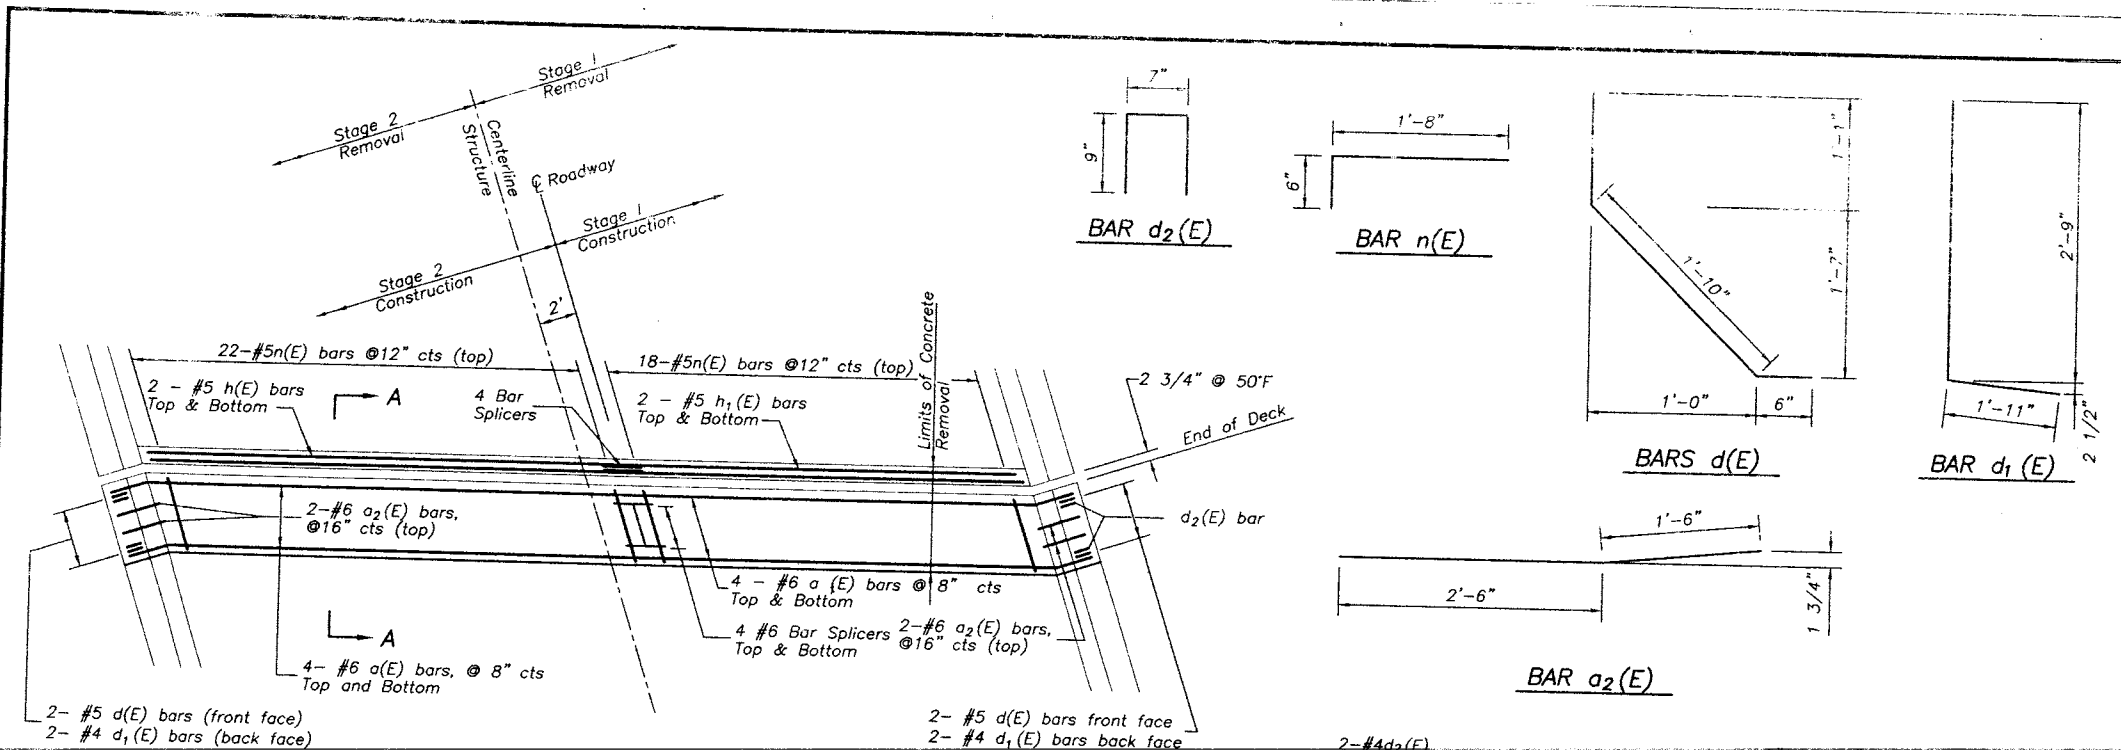 Stage 1
Removal
Stage 2
Removal
Centerline
Structure
℄ Roadway
Stage 1
Construction
Stage 2
Construction
2'
22-#5n(E) bars @12" cts (top)
18-#5n(E) bars @12" cts (top)
2 - #5 h(E) bars
Top & Bottom
A
4 Bar
Splicers
2 - #5 h₁(E) bars
Top & Bottom
Limits of Concrete
Removal
2 3/4" @ 50°F
End of Deck
2-#6 a₂(E) bars,
@16" cts (top)
d₂(E) bar
4 - #6 a (E) bars @ 8" cts
Top & Bottom
4 #6 Bar Splicers
Top & Bottom
2-#6 a₂(E) bars,
@16" cts (top)
A
4- #6 a(E) bars, @ 8" cts
Top and Bottom
2- #5 d(E) bars (front face)
2- #4 d₁(E) bars (back face)
2- #5 d(E) bars front face
2- #4 d₁(E) bars back face
7"
9"
BAR d₂(E)
1'-8"
6"
BAR n(E)
1'-1"
1'-7"
1'-10"
1'-0"
6"
BARS d(E)
2'-9"
1'-11"
2 1/2"
BAR d₁(E)
1'-6"
2'-6"
1 3/4"
BAR a₂(E)
2-#4d₂(E)